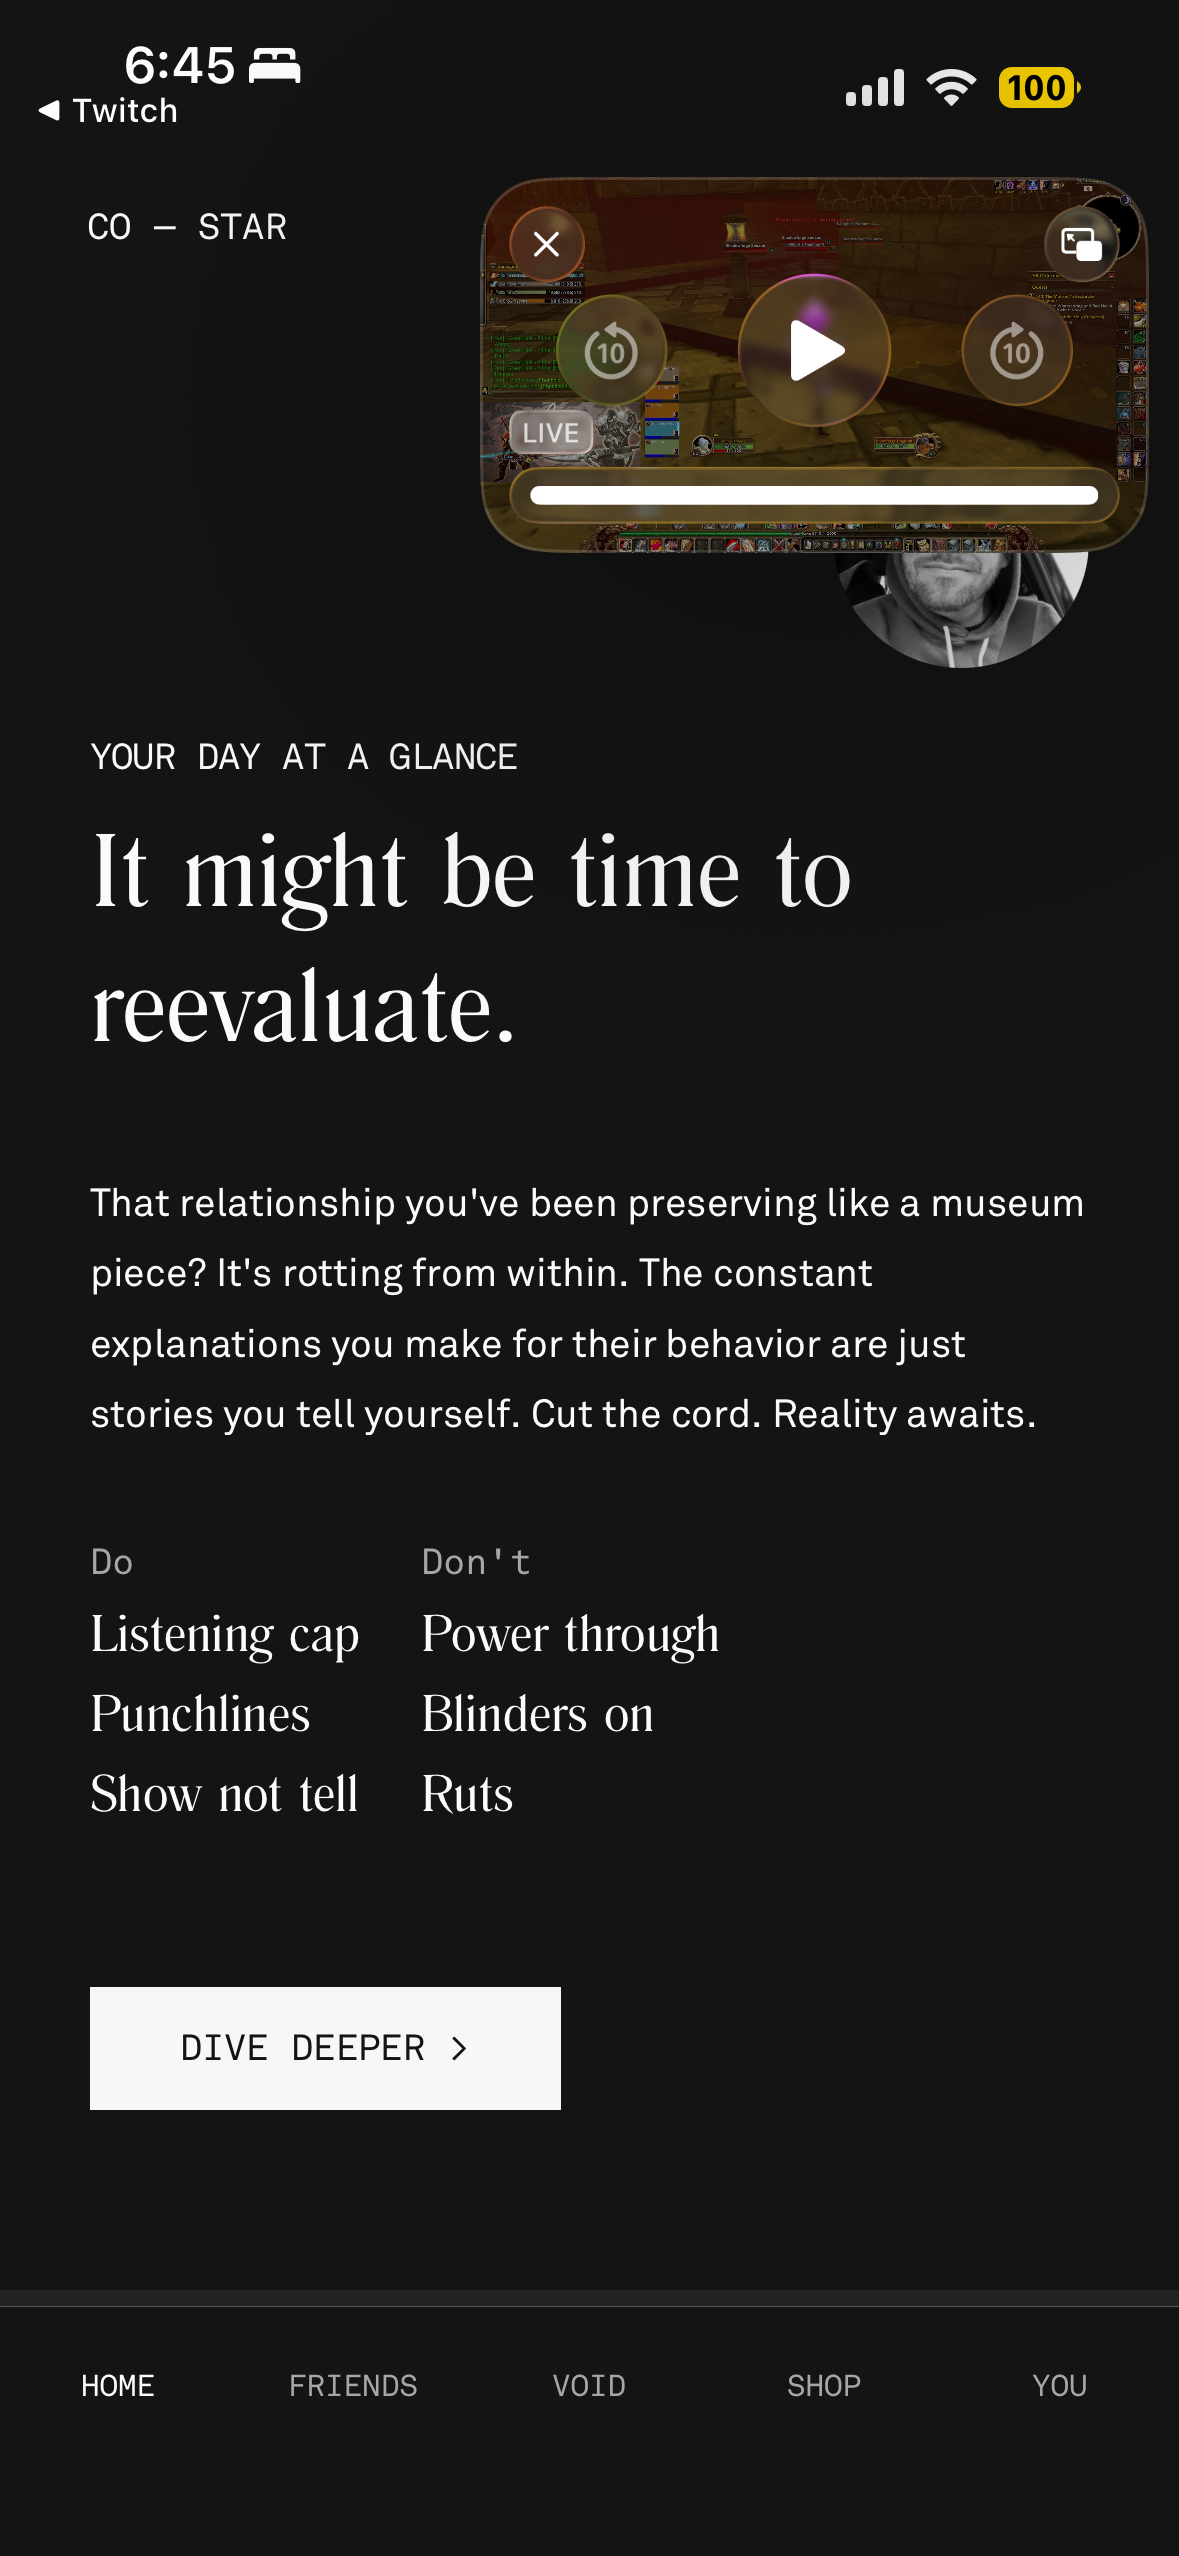 6:45
100
◀ Twitch
CO — STAR
10
10
LIVE
YOUR DAY AT A GLANCE
It might be time to
reevaluate.
That relationship you've been preserving like a museum
piece? It's rotting from within. The constant
explanations you make for their behavior are just
stories you tell yourself. Cut the cord. Reality awaits.
Do Don't
Listening cap Power through
Punchlines Blinders on
Show not tell Ruts
DIVE DEEPER >
HOME FRIENDS VOID SHOP YOU